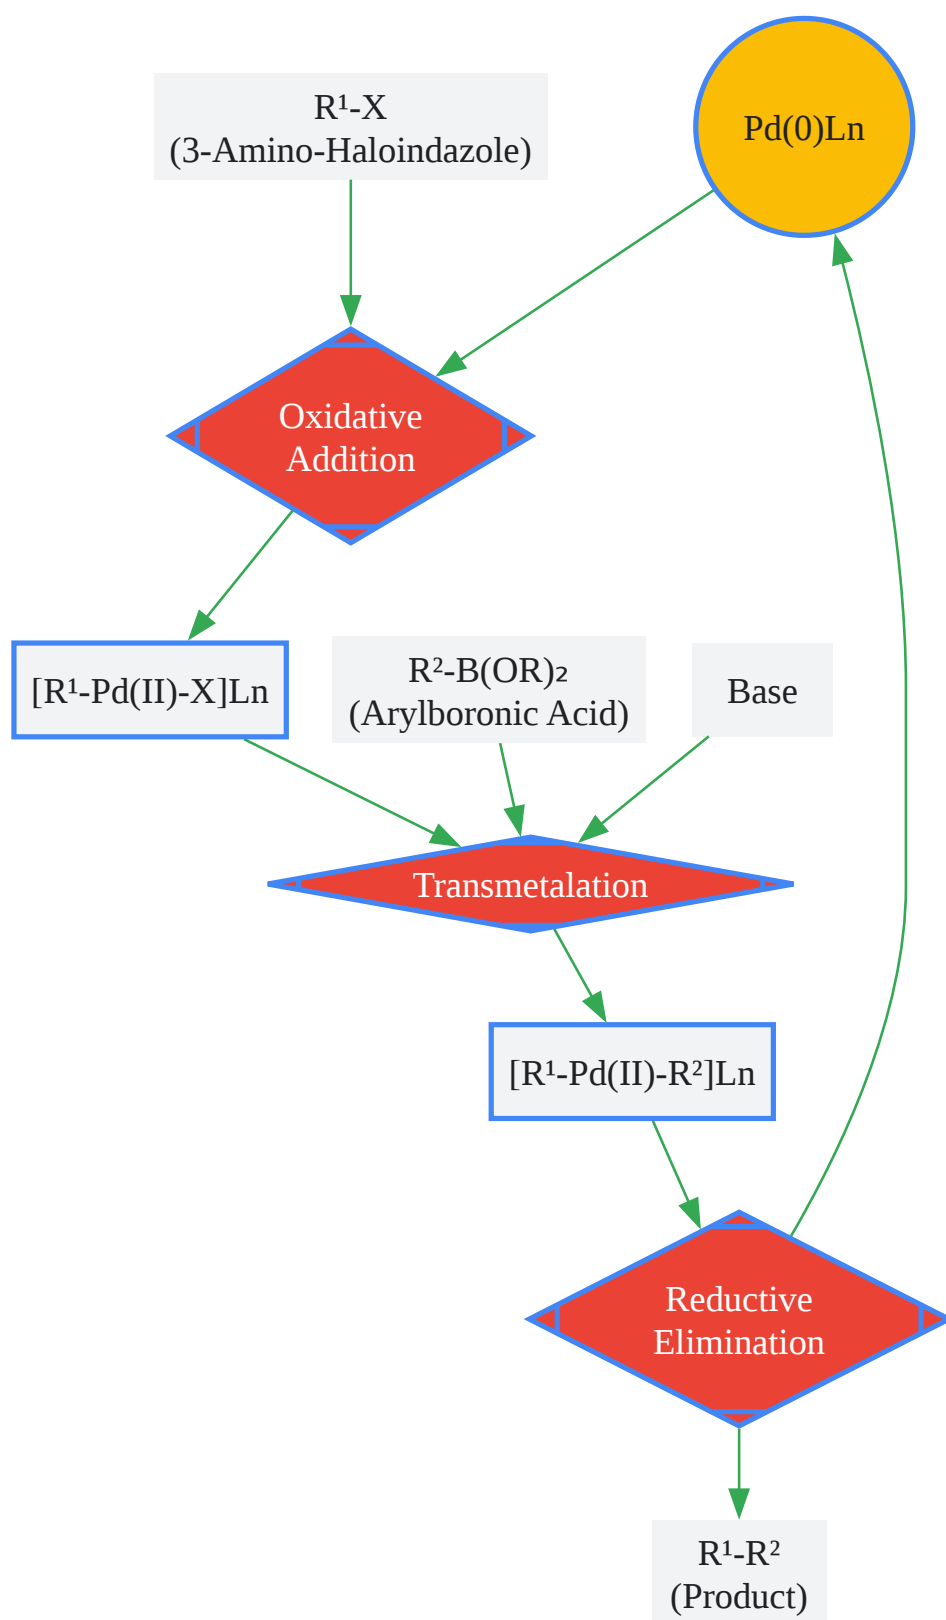 R¹-X
(3-Amino-Haloindazole)
Pd(0)Ln
Oxidative
Addition
[R¹-Pd(II)-X]Ln
R²-B(OR)₂
(Arylboronic Acid)
Base
Transmetalation
[R¹-Pd(II)-R²]Ln
Reductive
Elimination
R¹-R²
(Product)